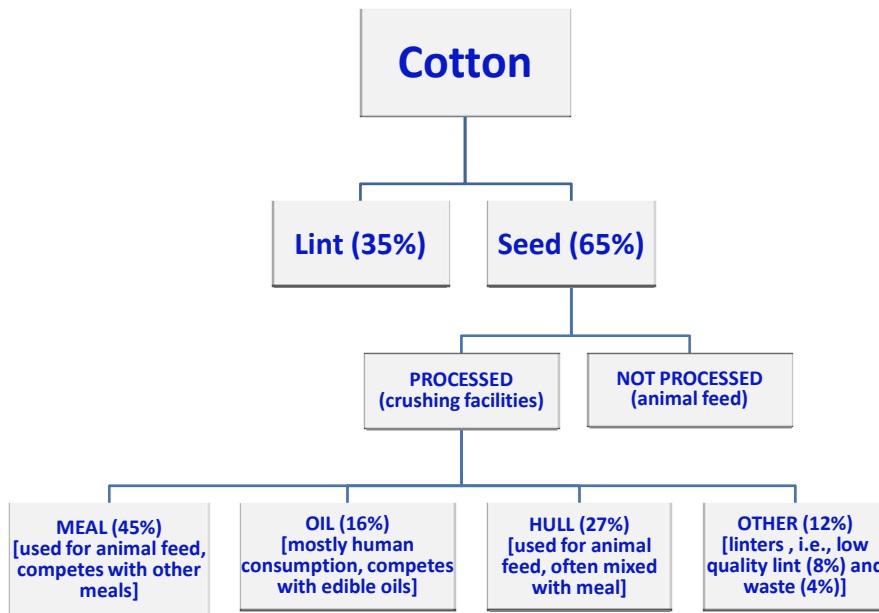 Cotton
Lint (35%)
Seed (65%)
PROCESSED
(crushing facilities)
NOT PROCESSED
(animal feed)
MEAL (45%)
[used for animal feed,
competes with other
meals]
OIL (16%)
[mostly human
consumption, competes
with edible oils]
HULL (27%)
[used for animal
feed, often mixed
with meal]
OTHER (12%)
[linters , i.e., low
quality lint (8%) and
waste (4%)]